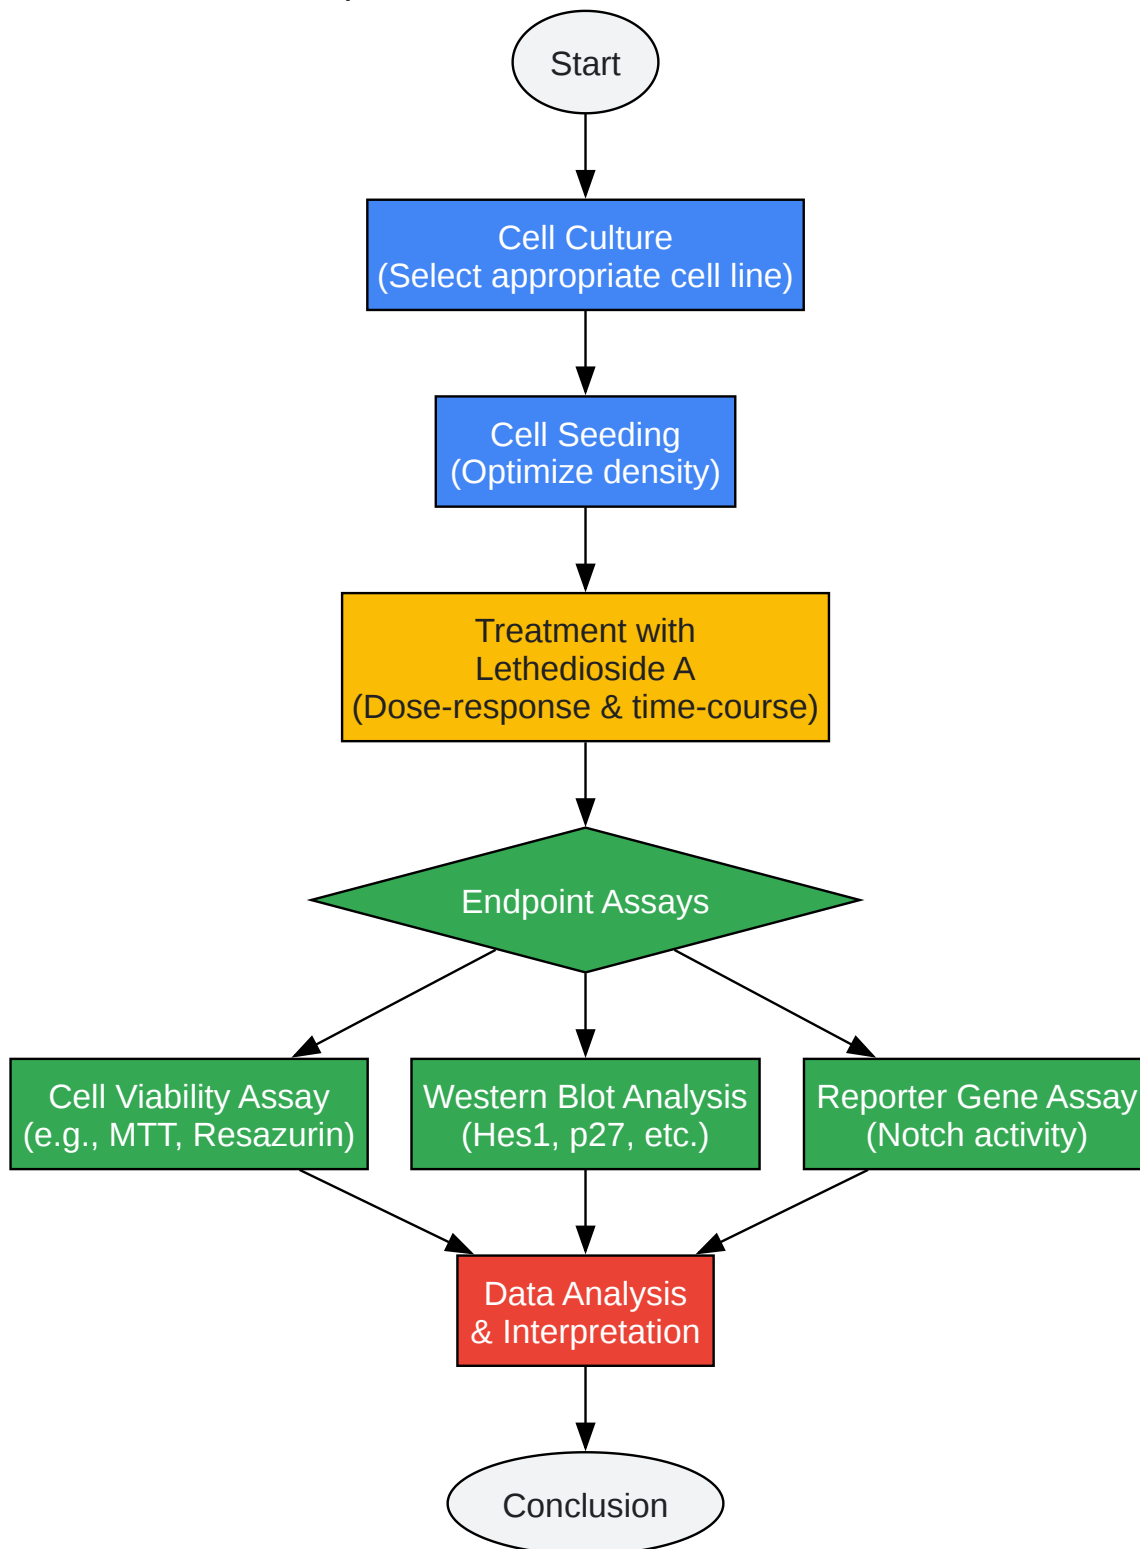 Start
Cell Culture
(Select appropriate cell line)
Cell Seeding
(Optimize density)
Treatment with
Lethedioside A
(Dose-response & time-course)
Endpoint Assays
Cell Viability Assay
(e.g., MTT, Resazurin)
Western Blot Analysis
(Hes1, p27, etc.)
Reporter Gene Assay
(Notch activity)
Data Analysis
& Interpretation
Conclusion